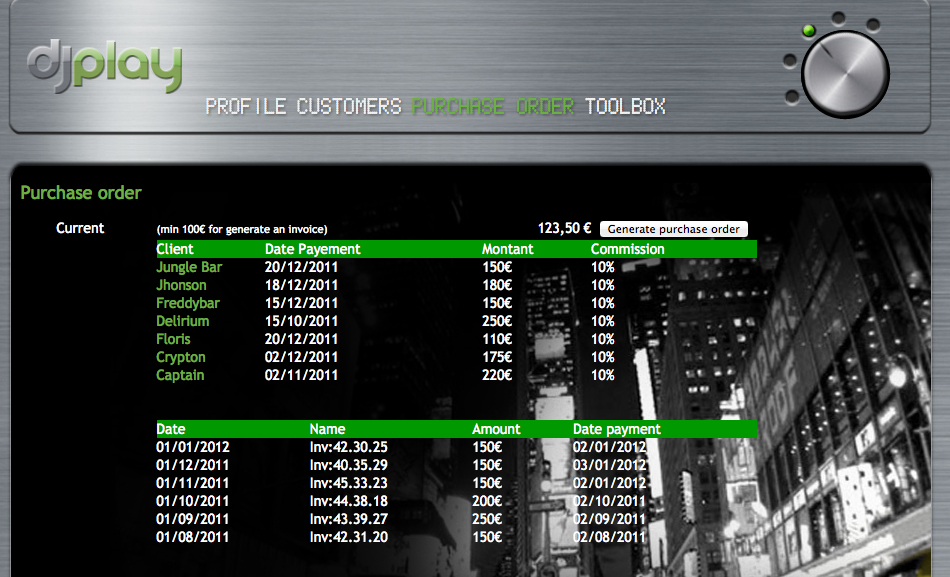 djplay
PROFILE CUSTOMERS PURCHASE ORDER TOOLBOX
Purchase order
Current (min 100€ for generate an invoice) 123,50 € Generate purchase order
Client Date Payement Montant Commission
Jungle Bar 20/12/2011 150€ 10%
Jhonson 18/12/2011 180€ 10%
Freddybar 15/12/2011 150€ 10%
Delirium 15/10/2011 250€ 10%
Floris 20/12/2011 110€ 10%
Crypton 02/12/2011 175€ 10%
Captain 02/11/2011 220€ 10%
Date Name Amount Date payment
01/01/2012 Inv:42.30.25 150€ 02/01/2012
01/12/2011 Inv:40.35.29 150€ 03/01/2012
01/11/2011 Inv:45.33.23 150€ 02/01/2012
01/10/2011 Inv:44.38.18 200€ 02/10/2011
01/09/2011 Inv:43.39.27 250€ 02/09/2011
01/08/2011 Inv:42.31.20 150€ 02/08/2011